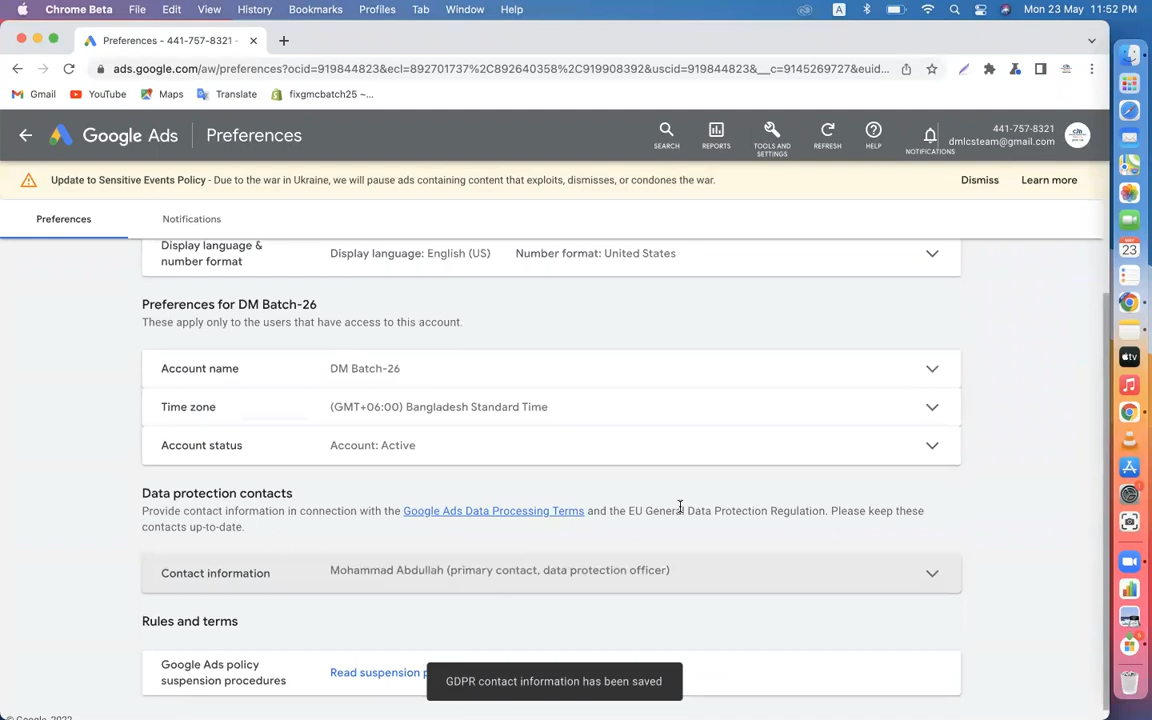 Chrome Beta File Edit View History Bookmarks Profiles Tab Window Help A Mon 23 May 11:52 PM
Preferences - 441-757-8321 -
ads.google.com/aw/preferences?ocid=919844823&ecl=892701737%2C892640358%2C919908392&uscid=919844823&__c=9145269727&euid...
Gmail YouTube Maps Translate fixgmcbatch25 ~...
Google Ads Preferences
SEARCH REPORTS TOOLS AND SETTINGS REFRESH HELP NOTIFICATIONS
441-757-8321
dmlcsteam@gmail.com
Update to Sensitive Events Policy - Due to the war in Ukraine, we will pause ads containing content that exploits, dismisses, or condones the war. Dismiss Learn more
Preferences Notifications
Display language &
number format
Display language: English (US) Number format: United States
Preferences for DM Batch-26
These apply only to the users that have access to this account.
Account name DM Batch-26
Time zone (GMT+06:00) Bangladesh Standard Time
Account status Account: Active
Data protection contacts
Provide contact information in connection with the Google Ads Data Processing Terms and the EU General Data Protection Regulation. Please keep these
contacts up-to-date.
Contact information Mohammad Abdullah (primary contact, data protection officer)
Rules and terms
Google Ads policy
suspension procedures
Read suspension p
GDPR contact information has been saved
© Google, 2022